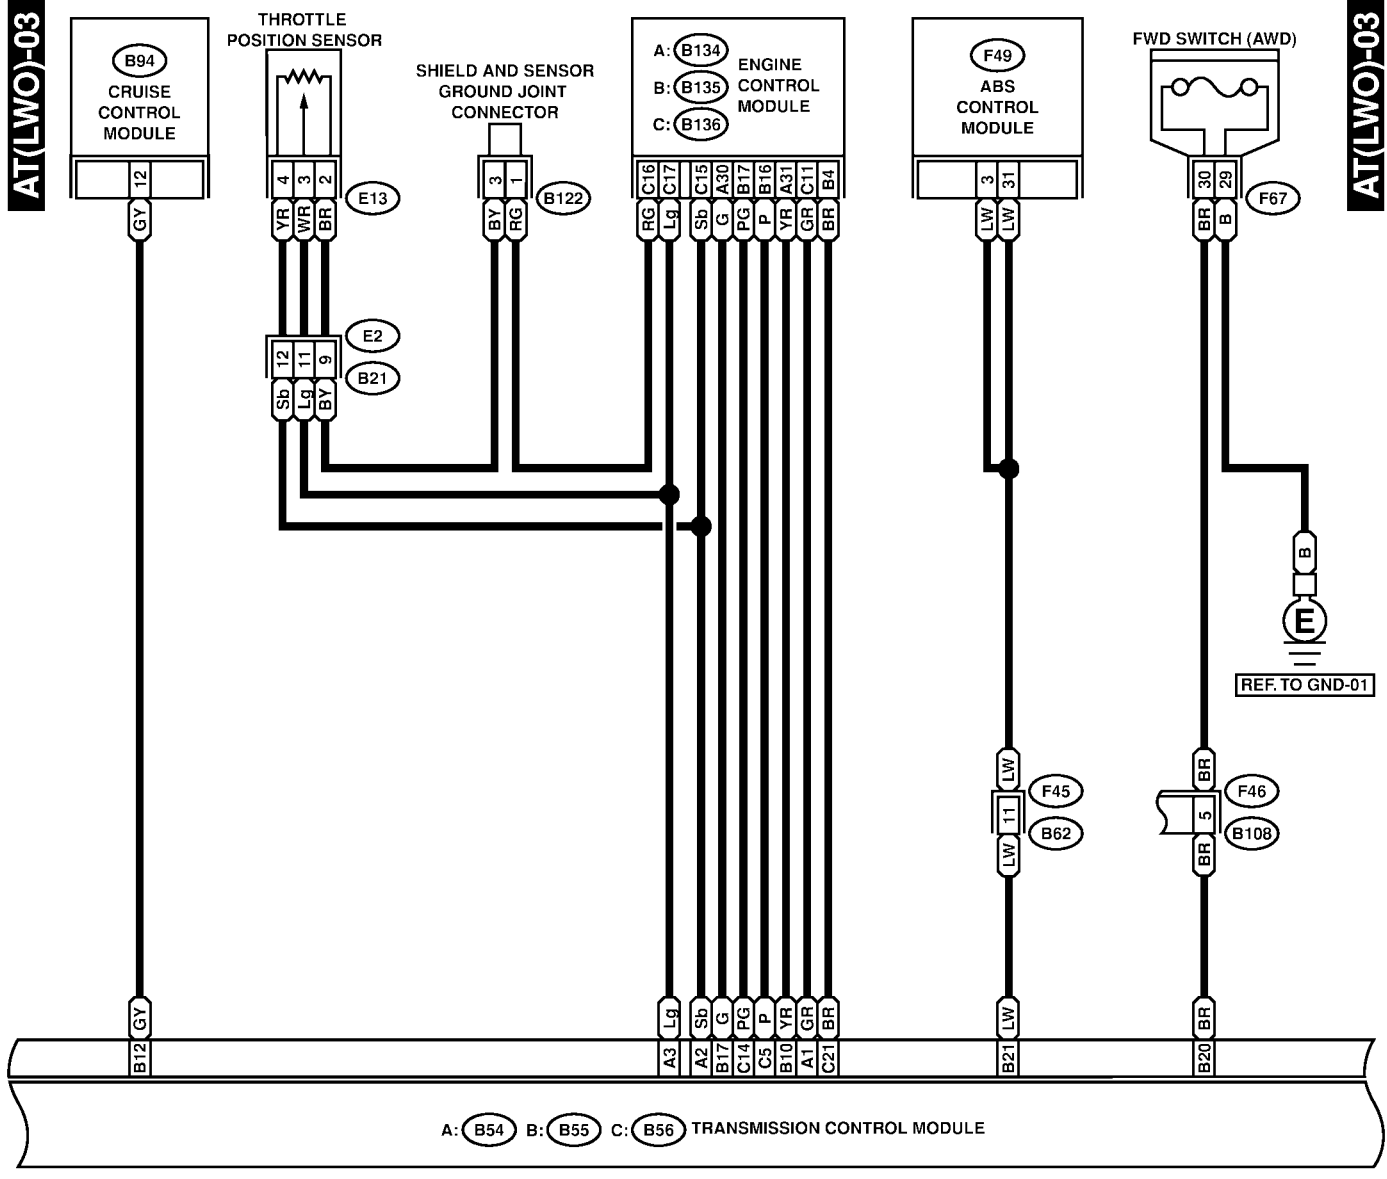 AT(LWO)-03
AT(LWO)-03
B94
CRUISE
CONTROL
MODULE
12
GY
THROTTLE
POSITION SENSOR
4 3 2
E13
YR WR BR
SHIELD AND SENSOR
GROUND JOINT
CONNECTOR
3 1
B122
BY RG
A: B134
B: B135
C: B136
ENGINE
CONTROL
MODULE
C16 C17 C15 A30 B17 B16 A31 C11 B4
RG Lg Sb G PG P YR GR BR
F49
ABS
CONTROL
MODULE
3 31
LW LW
FWD SWITCH (AWD)
30 29
F67
BR B
E2
12 11 9
B21
Sb Lg BY
B
E
REF. TO GND-01
LW
F45
11
B62
LW
BR
F46
5
B108
BR
GY Lg Sb G PG P YR GR BR LW BR
B12 A3 A2 B17 C14 C5 B10 A1 C21 B21 B20
A: B54 B: B55 C: B56 TRANSMISSION CONTROL MODULE